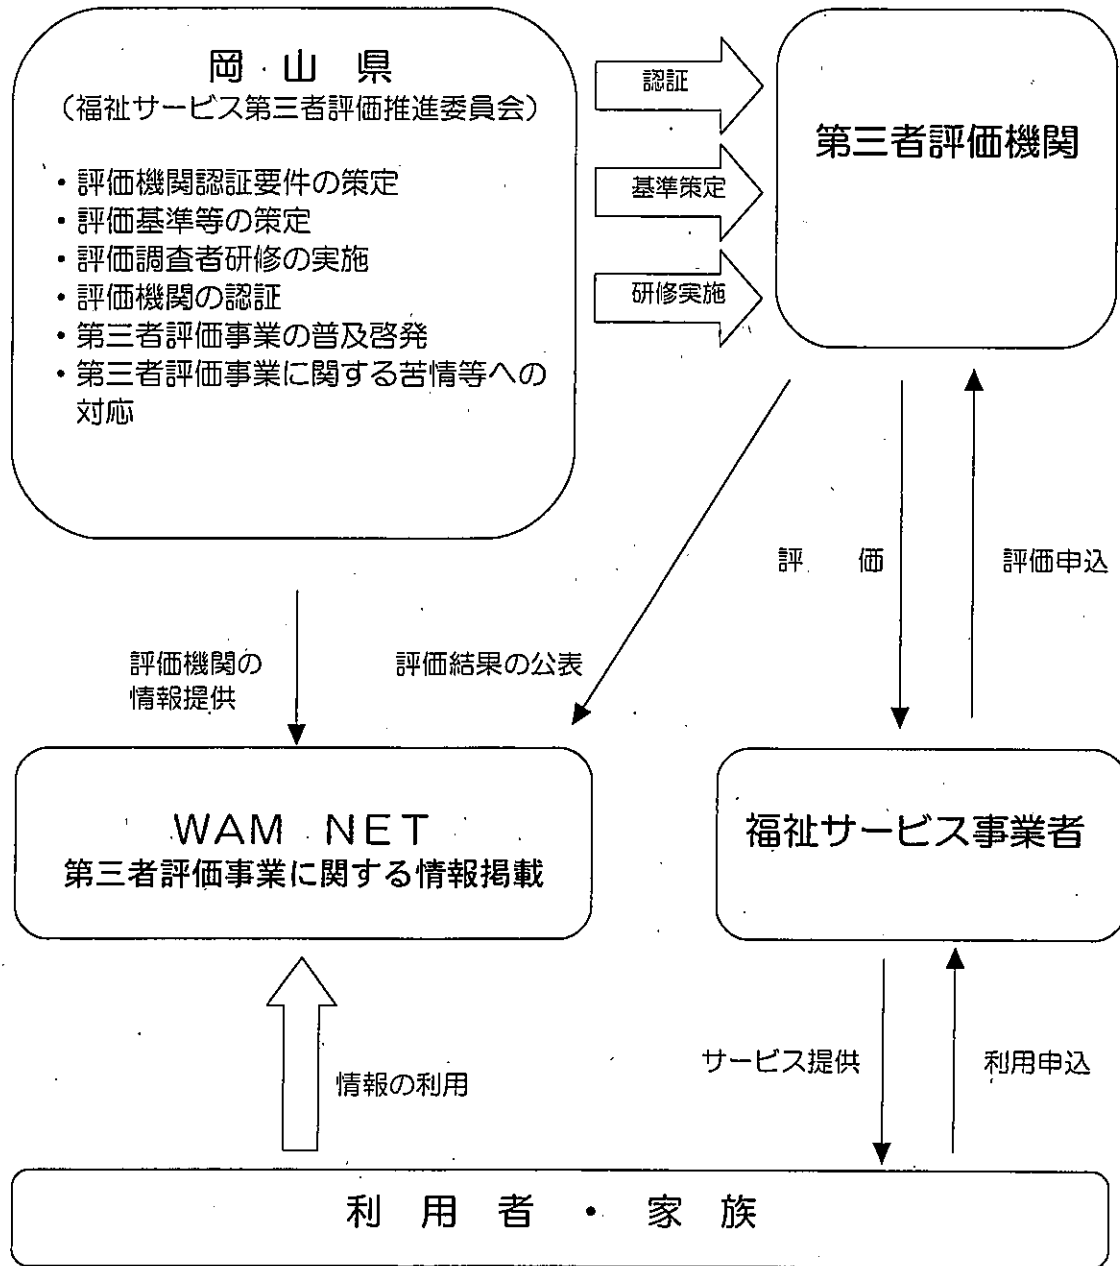 岡山県
（福祉サービス第三者評価推進委員会）
・評価機関認証要件の策定
・評価基準等の策定
・評価調査者研修の実施
・評価機関の認証
・第三者評価事業の普及啓発
・第三者評価事業に関する苦情等への
対応
認証
基準策定
研修実施
第三者評価機関
評価
評価申込
評価機関の
情報提供
評価結果の公表
WAM NET
第三者評価事業に関する情報掲載
福祉サービス事業者
情報の利用
サービス提供
利用申込
利用者・家族